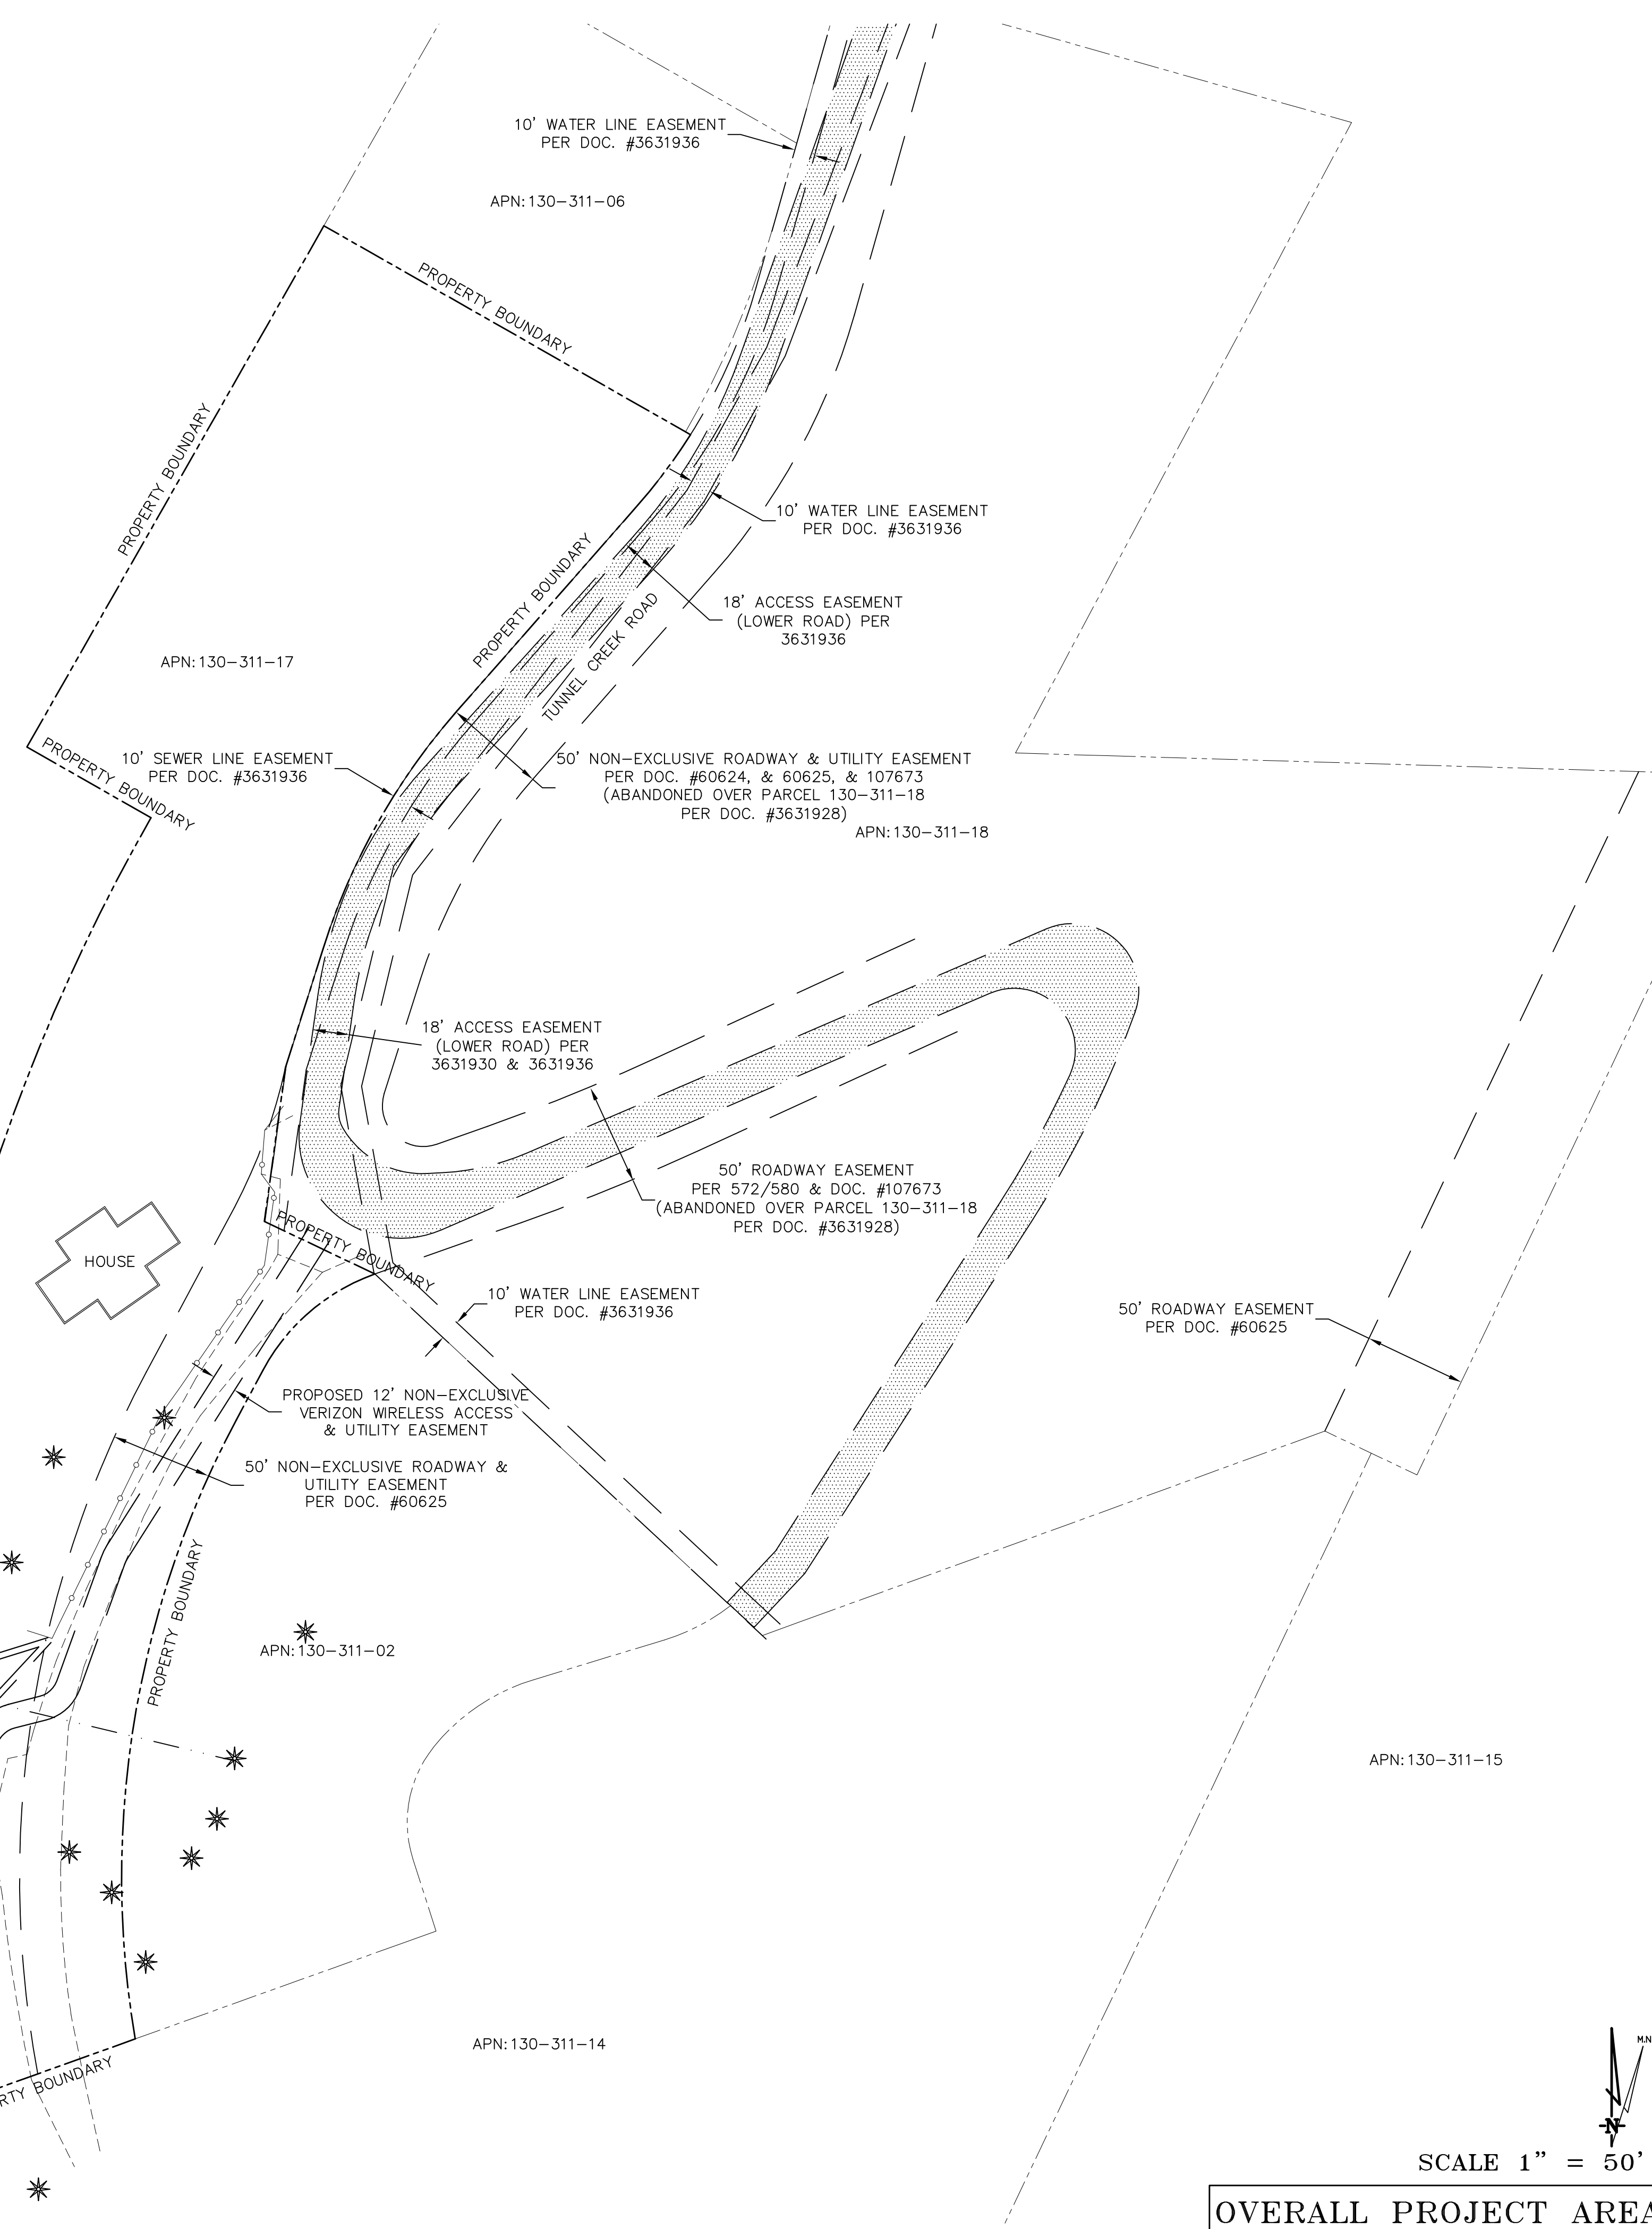 10' WATER LINE EASEMENT
PER DOC. #3631936
APN:130-311-06
PROPERTY BOUNDARY
PROPERTY BOUNDARY
10' WATER LINE EASEMENT
PER DOC. #3631936
PROPERTY BOUNDARY
18' ACCESS EASEMENT
(LOWER ROAD) PER
3631936
TUNNEL CREEK ROAD
APN:130-311-17
PROPERTY BOUNDARY
10' SEWER LINE EASEMENT
PER DOC. #3631936
50' NON-EXCLUSIVE ROADWAY & UTILITY EASEMENT
PER DOC. #60624, & 60625, & 107673
(ABANDONED OVER PARCEL 130-311-18
PER DOC. #3631928)
APN:130-311-18
18' ACCESS EASEMENT
(LOWER ROAD) PER
3631930 & 3631936
50' ROADWAY EASEMENT
PER 572/580 & DOC. #107673
(ABANDONED OVER PARCEL 130-311-18
PER DOC. #3631928)
PROPERTY BOUNDARY
HOUSE
10' WATER LINE EASEMENT
PER DOC. #3631936
50' ROADWAY EASEMENT
PER DOC. #60625
PROPOSED 12' NON-EXCLUSIVE
VERIZON WIRELESS ACCESS
& UTILITY EASEMENT
50' NON-EXCLUSIVE ROADWAY &
UTILITY EASEMENT
PER DOC. #60625
PROPERTY BOUNDARY
APN:130-311-02
APN:130-311-15
APN:130-311-14
RTY BOUNDARY
M.N
N
SCALE 1" = 50'
OVERALL PROJECT AREA